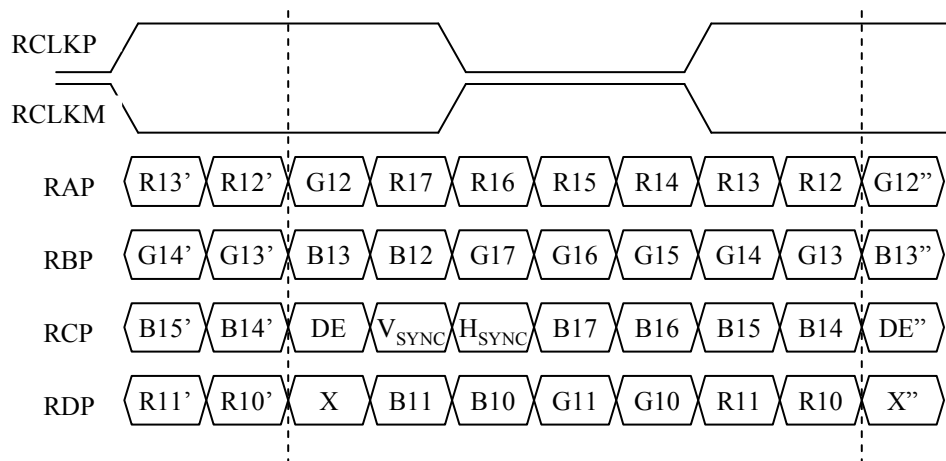 RCLKP
RCLKM
RAP R13’ R12’ G12 R17 R16 R15 R14 R13 R12 G12”
RBP G14’ G13’ B13 B12 G17 G16 G15 G14 G13 B13”
RCP B15’ B14’ DE VSYNC HSYNC B17 B16 B15 B14 DE”
RDP R11’ R10’ X B11 B10 G11 G10 R11 R10 X”